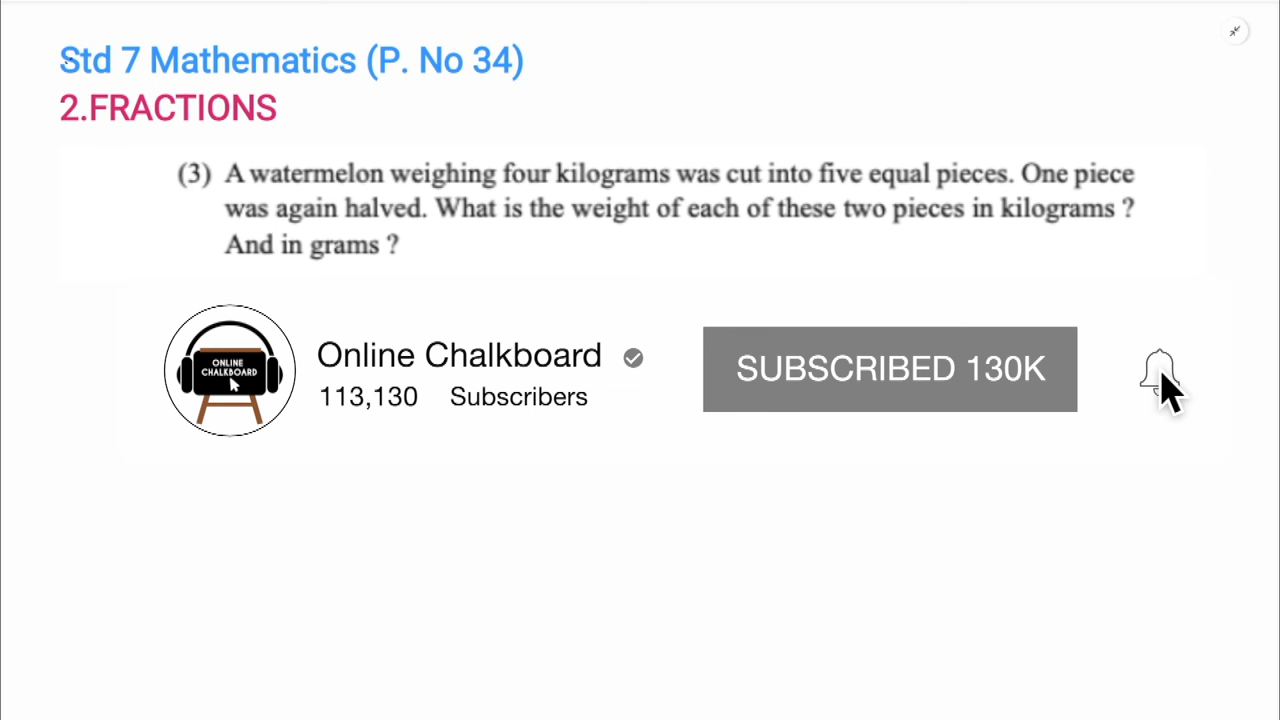 Std 7 Mathematics (P. No 34)
2.FRACTIONS
(3) A watermelon weighing four kilograms was cut into five equal pieces. One piece
was again halved. What is the weight of each of these two pieces in kilograms ?
And in grams ?
ONLINE
CHALKBOARD
Online Chalkboard
113,130 Subscribers
SUBSCRIBED 130K